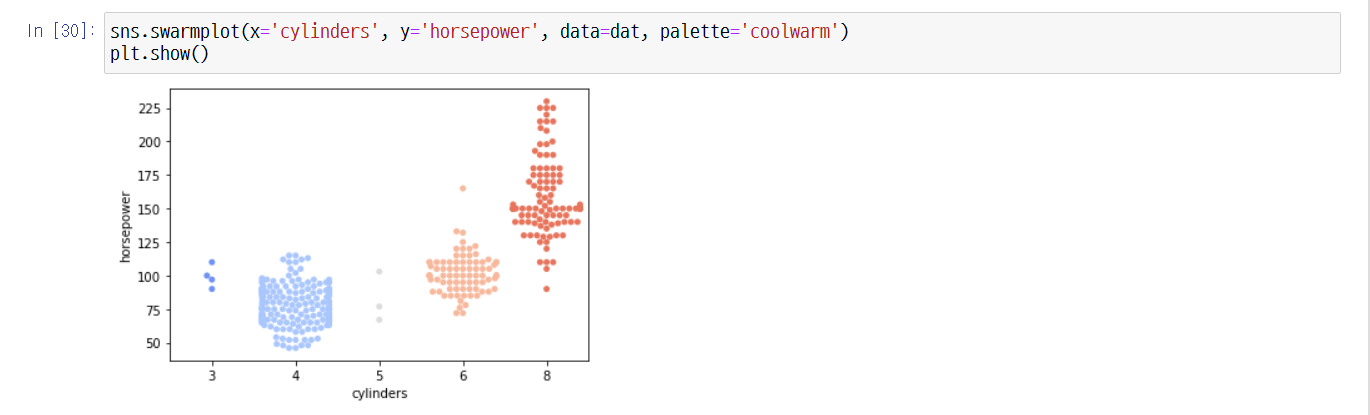 In [30]: sns.swarmplot(x='cylinders', y='horsepower', data=dat, palette='coolwarm')
plt.show()
225
200
175
150
125
100
75
50
horsepower
3 4 5 6 8
cylinders